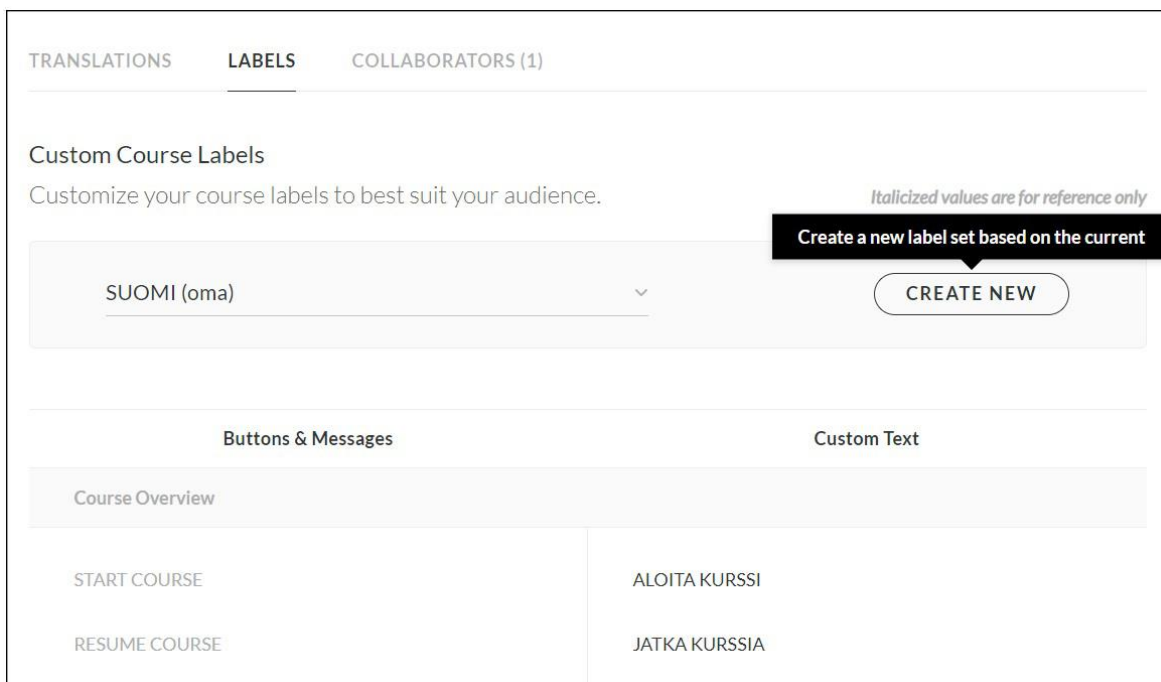 TRANSLATIONS LABELS COLLABORATORS (1)
Custom Course Labels
Customize your course labels to best suit your audience.
Italicized values are for reference only
Create a new label set based on the current
SUOMI (oma)
CREATE NEW
Buttons & Messages Custom Text
Course Overview
START COURSE ALOITA KURSSI
RESUME COURSE JATKA KURSSIA